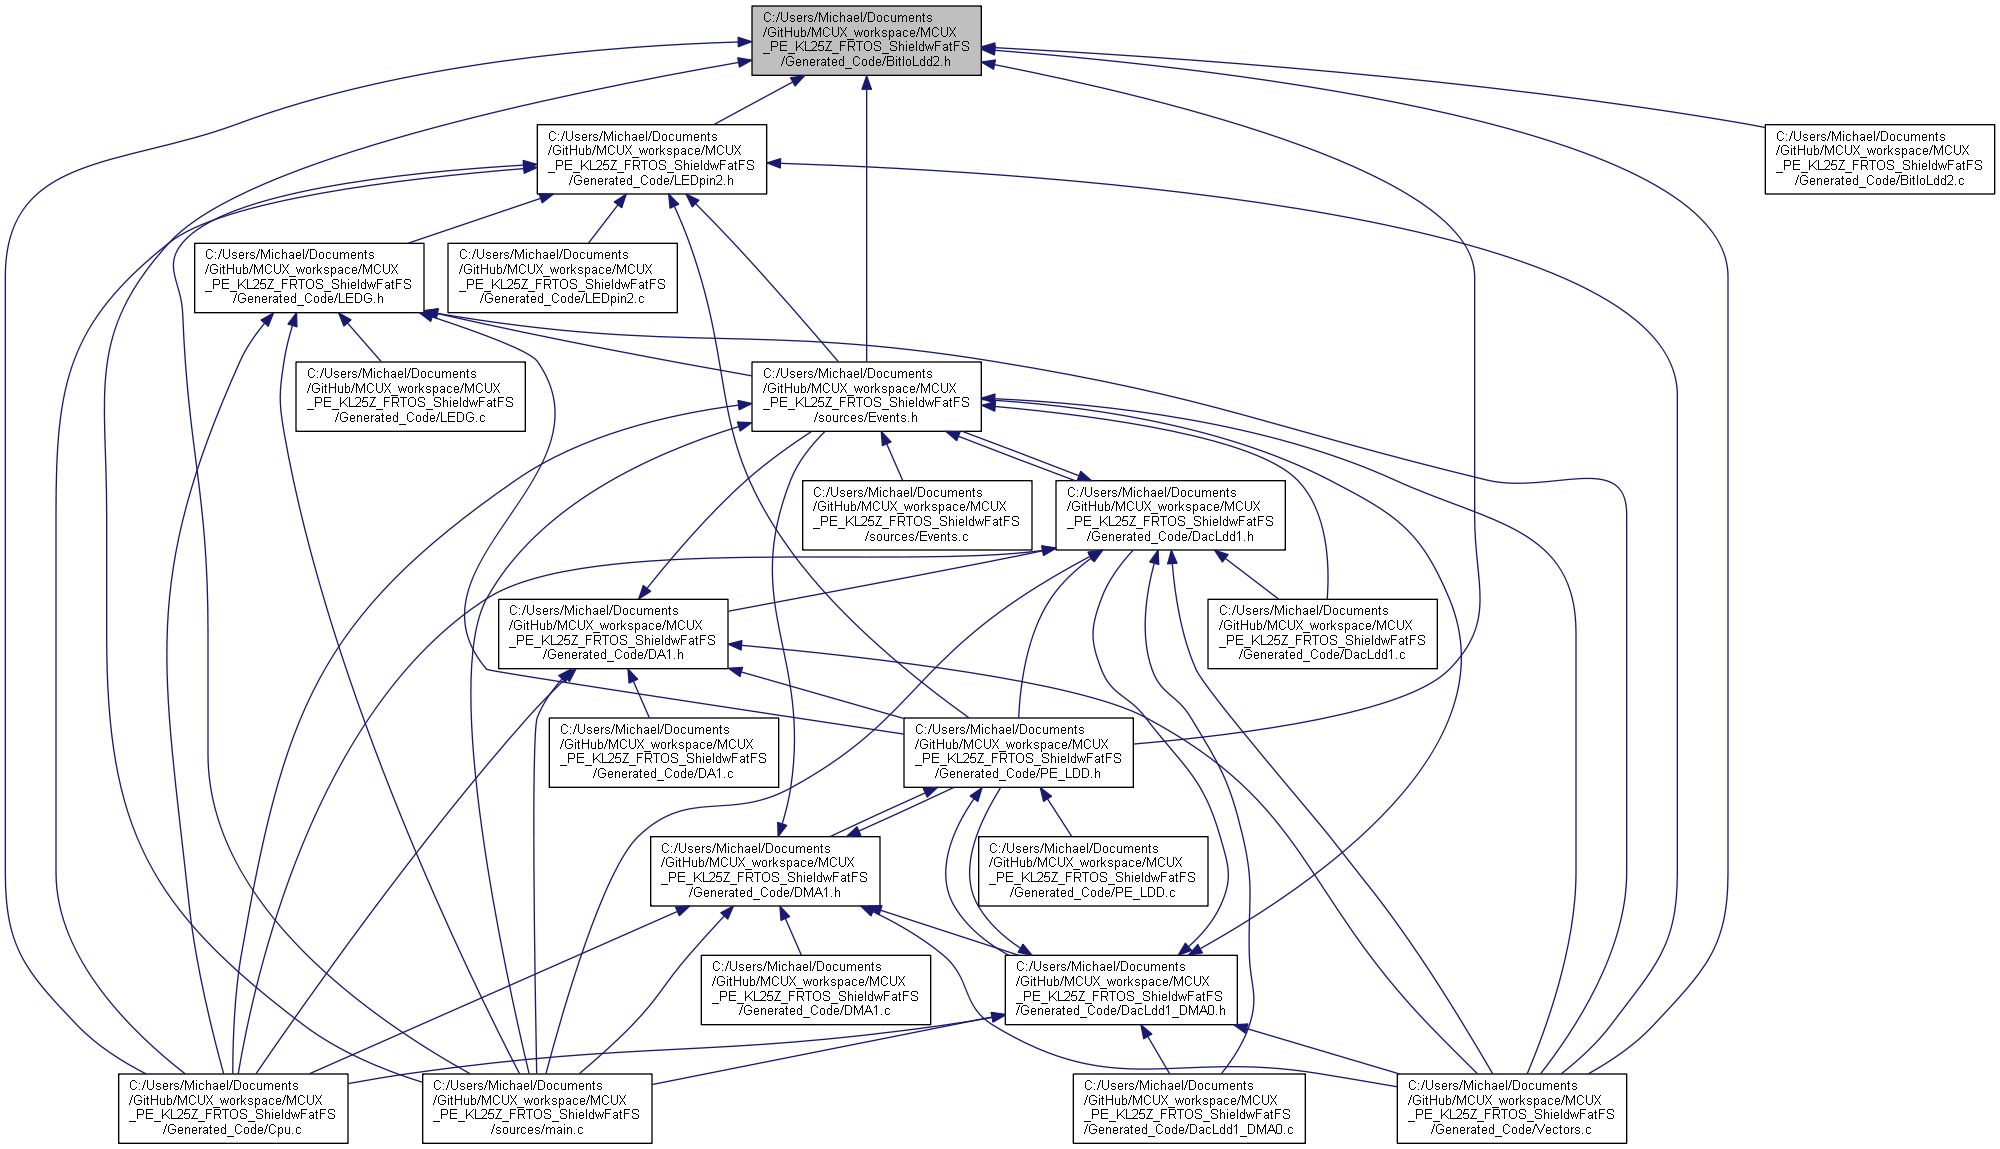 C:/Users/Michael/Documents
/GitHub/MCUX_workspace/MCUX
_PE_KL25Z_FRTOS_ShieldwFatFS
/Generated_Code/BitIoLdd2.h
C:/Users/Michael/Documents
/GitHub/MCUX_workspace/MCUX
_PE_KL25Z_FRTOS_ShieldwFatFS
/Generated_Code/LEDpin2.h
C:/Users/Michael/Documents
/GitHub/MCUX_workspace/MCUX
_PE_KL25Z_FRTOS_ShieldwFatFS
/Generated_Code/BitIoLdd2.c
C:/Users/Michael/Documents
/GitHub/MCUX_workspace/MCUX
_PE_KL25Z_FRTOS_ShieldwFatFS
/Generated_Code/LEDG.h
C:/Users/Michael/Documents
/GitHub/MCUX_workspace/MCUX
_PE_KL25Z_FRTOS_ShieldwFatFS
/Generated_Code/LEDpin2.c
C:/Users/Michael/Documents
/GitHub/MCUX_workspace/MCUX
_PE_KL25Z_FRTOS_ShieldwFatFS
/Generated_Code/LEDG.c
C:/Users/Michael/Documents
/GitHub/MCUX_workspace/MCUX
_PE_KL25Z_FRTOS_ShieldwFatFS
/sources/Events.h
C:/Users/Michael/Documents
/GitHub/MCUX_workspace/MCUX
_PE_KL25Z_FRTOS_ShieldwFatFS
/sources/Events.c
C:/Users/Michael/Documents
/GitHub/MCUX_workspace/MCUX
_PE_KL25Z_FRTOS_ShieldwFatFS
/Generated_Code/DacLdd1.h
C:/Users/Michael/Documents
/GitHub/MCUX_workspace/MCUX
_PE_KL25Z_FRTOS_ShieldwFatFS
/Generated_Code/DA1.h
C:/Users/Michael/Documents
/GitHub/MCUX_workspace/MCUX
_PE_KL25Z_FRTOS_ShieldwFatFS
/Generated_Code/DacLdd1.c
C:/Users/Michael/Documents
/GitHub/MCUX_workspace/MCUX
_PE_KL25Z_FRTOS_ShieldwFatFS
/Generated_Code/DA1.c
C:/Users/Michael/Documents
/GitHub/MCUX_workspace/MCUX
_PE_KL25Z_FRTOS_ShieldwFatFS
/Generated_Code/PE_LDD.h
C:/Users/Michael/Documents
/GitHub/MCUX_workspace/MCUX
_PE_KL25Z_FRTOS_ShieldwFatFS
/Generated_Code/DMA1.h
C:/Users/Michael/Documents
/GitHub/MCUX_workspace/MCUX
_PE_KL25Z_FRTOS_ShieldwFatFS
/Generated_Code/PE_LDD.c
C:/Users/Michael/Documents
/GitHub/MCUX_workspace/MCUX
_PE_KL25Z_FRTOS_ShieldwFatFS
/Generated_Code/DMA1.c
C:/Users/Michael/Documents
/GitHub/MCUX_workspace/MCUX
_PE_KL25Z_FRTOS_ShieldwFatFS
/Generated_Code/DacLdd1_DMA0.h
C:/Users/Michael/Documents
/GitHub/MCUX_workspace/MCUX
_PE_KL25Z_FRTOS_ShieldwFatFS
/Generated_Code/Cpu.c
C:/Users/Michael/Documents
/GitHub/MCUX_workspace/MCUX
_PE_KL25Z_FRTOS_ShieldwFatFS
/sources/main.c
C:/Users/Michael/Documents
/GitHub/MCUX_workspace/MCUX
_PE_KL25Z_FRTOS_ShieldwFatFS
/Generated_Code/DacLdd1_DMA0.c
C:/Users/Michael/Documents
/GitHub/MCUX_workspace/MCUX
_PE_KL25Z_FRTOS_ShieldwFatFS
/Generated_Code/Vectors.c